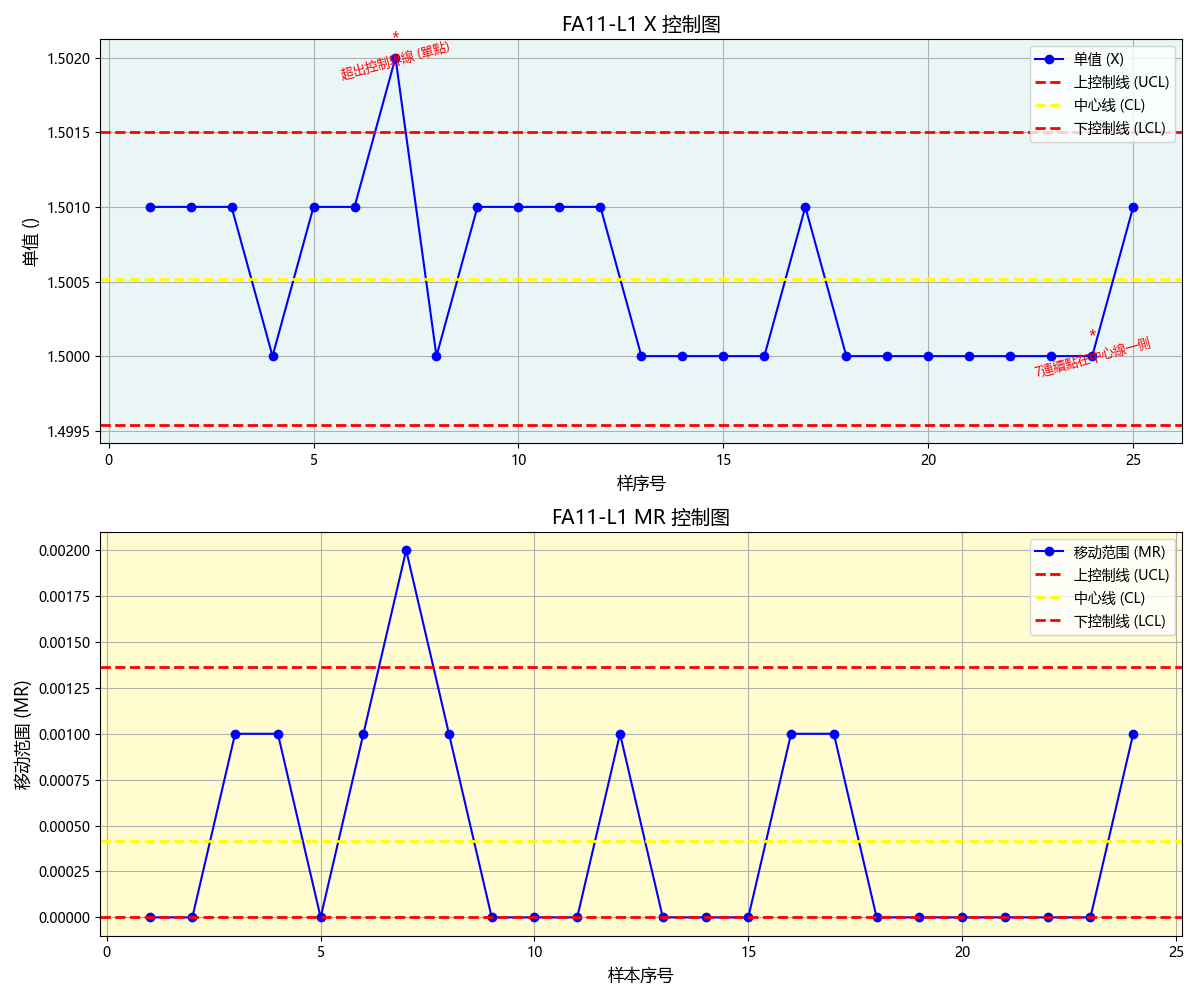 FA11-L1 X 控制图
*
超出控制界線 (單點)
单值 (X)
上控制线 (UCL)
中心线 (CL)
下控制线 (LCL)
1.5020
1.5015
1.5010
1.5005
1.5000
1.4995
单值 ()
*
7連續點在中心線一側
0 5 10 15 20 25
样序号
FA11-L1 MR 控制图
移动范围 (MR)
上控制线 (UCL)
中心线 (CL)
下控制线 (LCL)
0.00200
0.00175
0.00150
0.00125
0.00100
0.00075
0.00050
0.00025
0.00000
移动范围 (MR)
0 5 10 15 20 25
样本序号